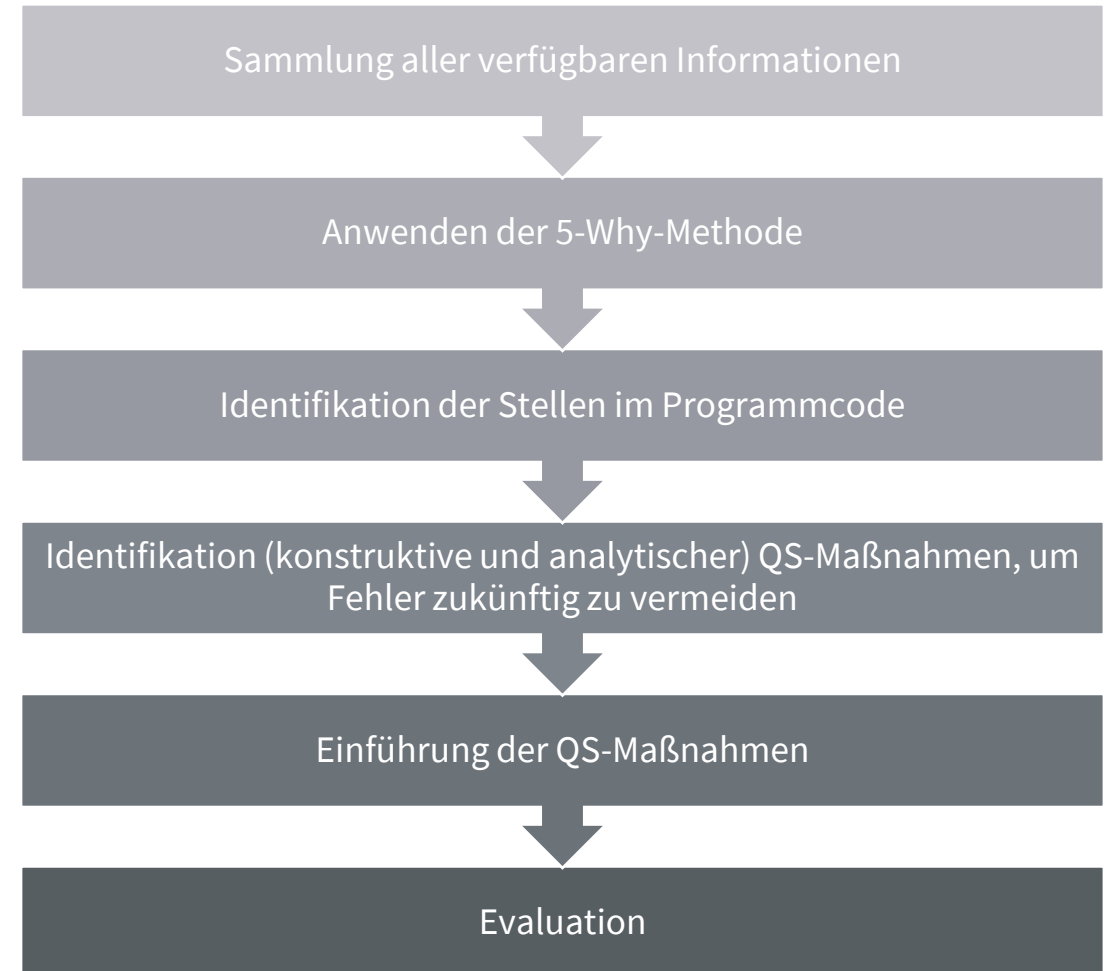 Sammlung aller verfügbaren Informationen
Anwenden der 5-Why-Methode
Identifikation der Stellen im Programmcode
Identifikation (konstruktive und analytischer) QS-Maßnahmen, um
Fehler zukünftig zu vermeiden
Einführung der QS-Maßnahmen
Evaluation